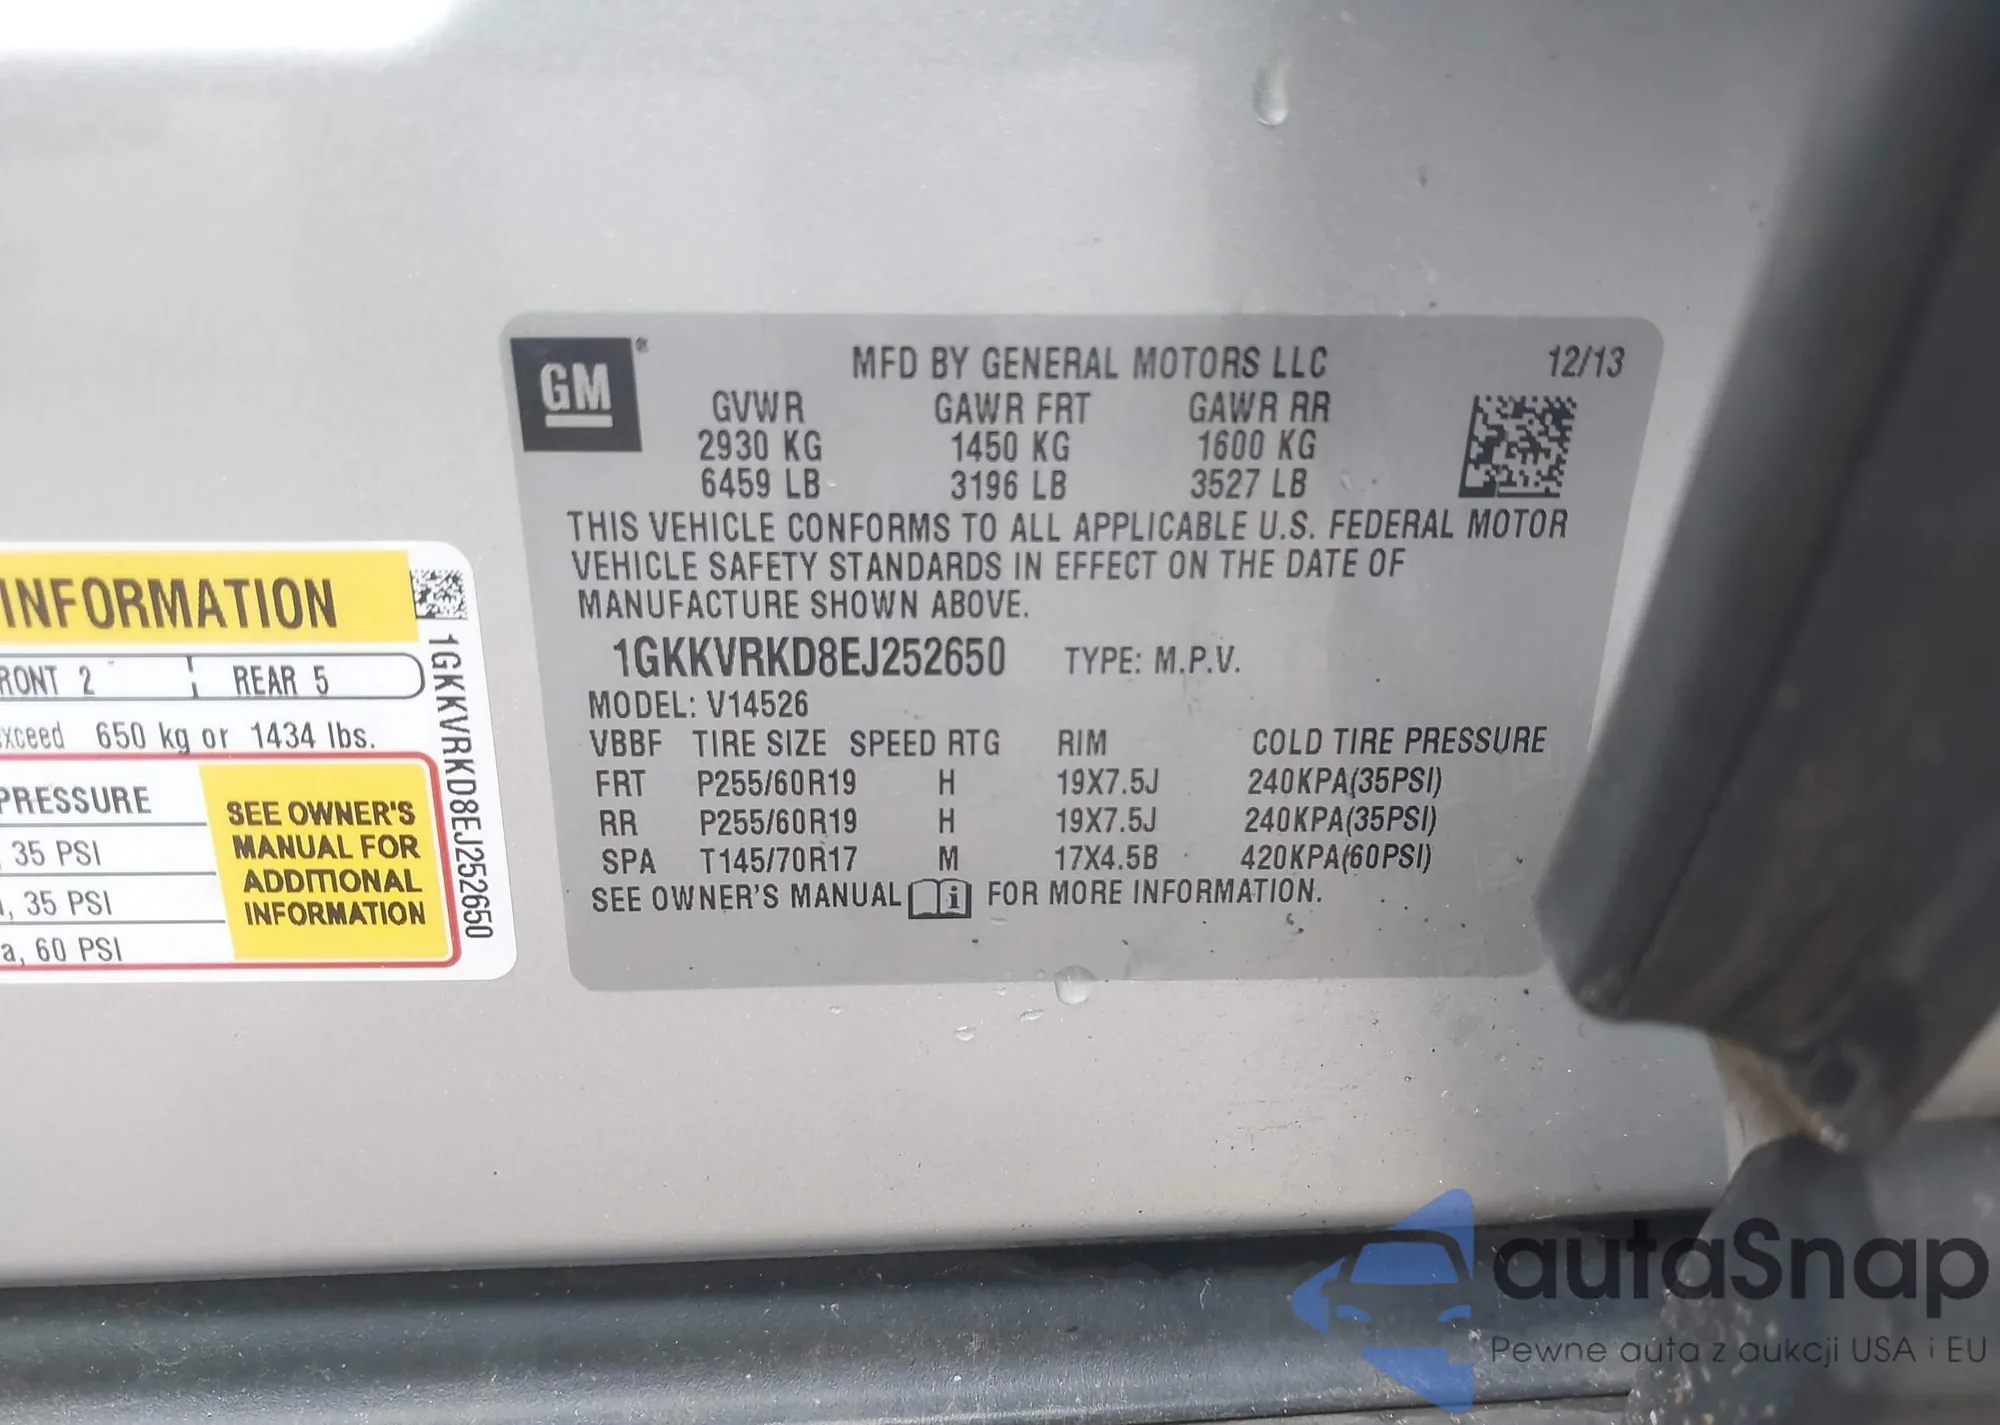 GM
MFD BY GENERAL MOTORS LLC 12/13
GVWR GAWR FRT GAWR RR
2930 KG 1450 KG 1600 KG
6459 LB 3196 LB 3527 LB
THIS VEHICLE CONFORMS TO ALL APPLICABLE U.S. FEDERAL MOTOR
VEHICLE SAFETY STANDARDS IN EFFECT ON THE DATE OF
MANUFACTURE SHOWN ABOVE.
1GKKVRKD8EJ252650 TYPE: M.P.V.
MODEL: V14526
VBBF TIRE SIZE SPEED RTG RIM COLD TIRE PRESSURE
FRT P255/60R19 H 19X7.5J 240KPA(35PSI)
RR P255/60R19 H 19X7.5J 240KPA(35PSI)
SPA T145/70R17 M 17X4.5B 420KPA(60PSI)
SEE OWNER'S MANUAL FOR MORE INFORMATION.
INFORMATION
RONT 2 REAR 5
xceed 650 kg or 1434 lbs.
PRESSURE
, 35 PSI
, 35 PSI
a, 60 PSI
SEE OWNER'S
MANUAL FOR
ADDITIONAL
INFORMATION
1GKKVRKD8EJ252650
autaSnap
Pewne auta z aukcji USA i EU